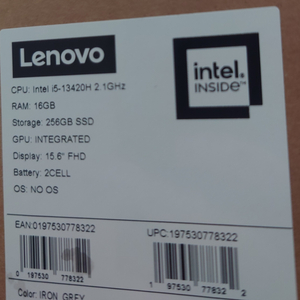 Lenovo
intel.
INSIDE™
CPU: Intel i5-13420H 2.1GHz
RAM: 16GB
Storage: 256GB SSD
GPU: INTEGRATED
Display: 15.6" FHD
Battery: 2CELL
OS: NO OS
EAN:0197530778322
UPC:197530778322
0 197530 778322
1 97530 77832 2
Color: IRON GREY